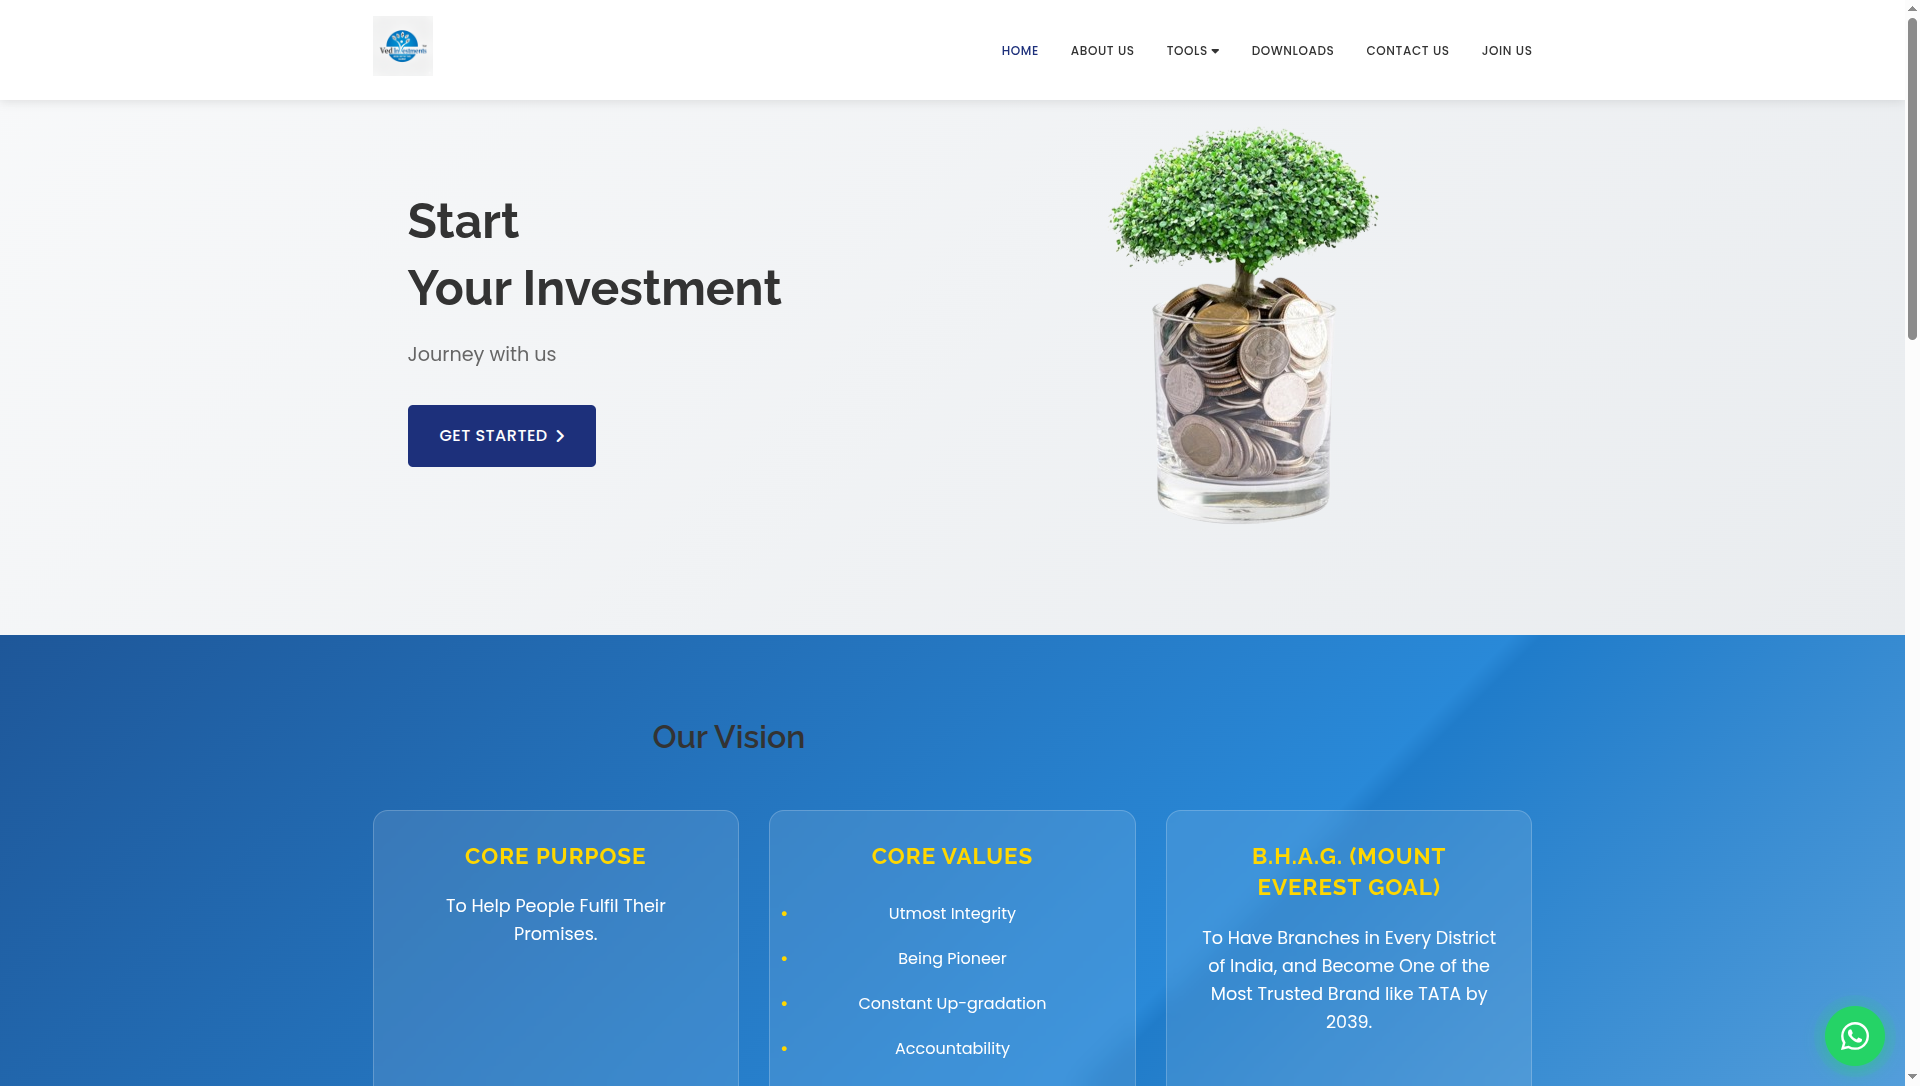 Ved Investments
HOME
ABOUT US
TOOLS
DOWNLOADS
CONTACT US
JOIN US
Start
Your Investment
Journey with us
GET STARTED
Our Vision
CORE PURPOSE
To Help People Fulfil Their
Promises.
CORE VALUES
• Utmost Integrity
• Being Pioneer
• Constant Up-gradation
• Accountability
B.H.A.G. (MOUNT
EVEREST GOAL)
To Have Branches in Every District
of India, and Become One of the
Most Trusted Brand like TATA by
2039.